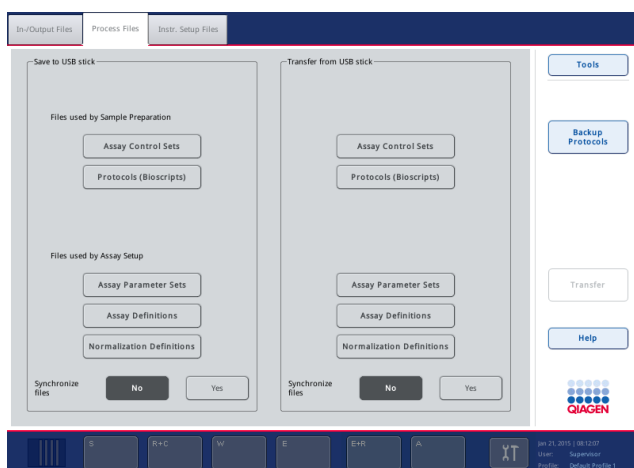 In-/Output Files
Process Files
Instr. Setup Files
Save to USB stick
Transfer from USB stick
Tools
Files used by Sample Preparation
Backup
Protocols
Assay Control Sets
Assay Control Sets
Protocols (Bioscripts)
Protocols (Bioscripts)
Files used by Assay Setup
Assay Parameter Sets
Assay Parameter Sets
Transfer
Assay Definitions
Assay Definitions
Normalization Definitions
Normalization Definitions
Help
Synchronize
files
No
Yes
Synchronize
files
No
Yes
QIAGEN
S
R+C
W
E
E+R
A
Jan 21, 2015 | 08:12:07
User: Supervisor
Profile: Default Profile 1